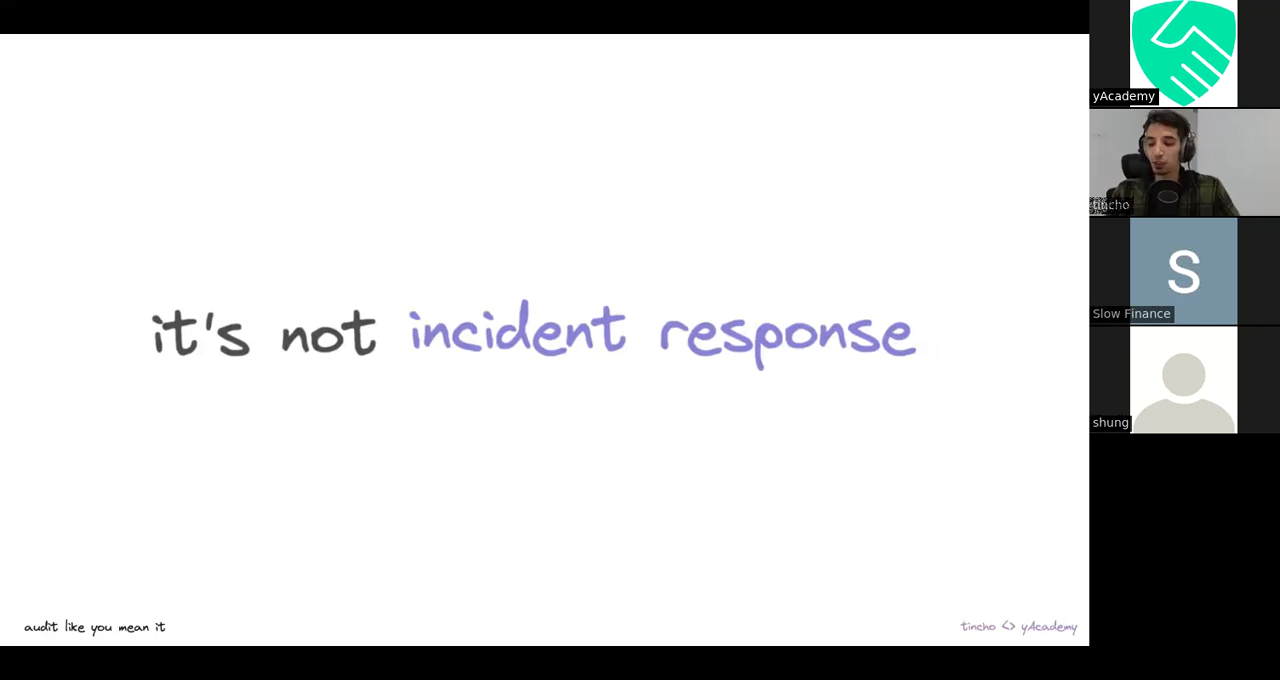 it's not incident response
audit like you mean it
tincho <> yAcademy
yAcademy
tincho
S
Slow Finance
shung